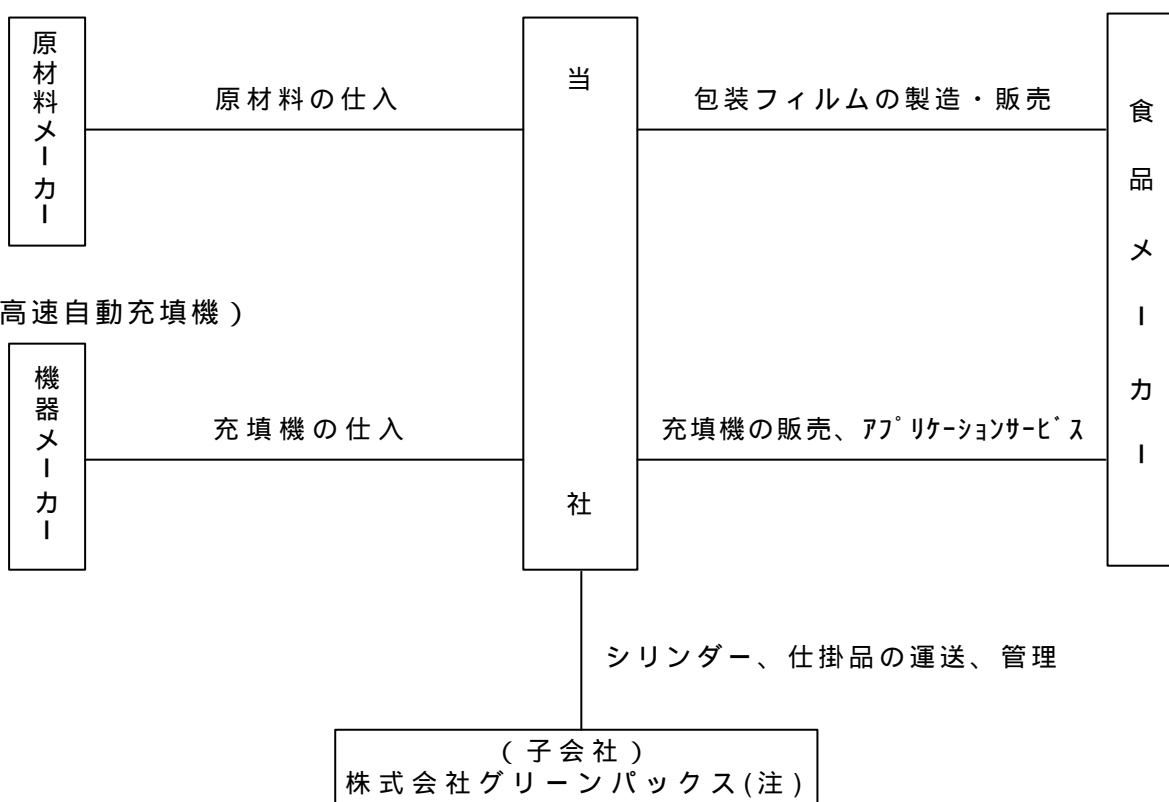 原材料メーカー
原材料の仕入
当社
包装フィルムの製造・販売
食品メーカー
高速自動充填機)
機器メーカー
充填機の仕入
充填機の販売、ｱﾌﾟﾘｹｰｼｮﾝｻｰﾋﾞｽ
シリンダー、仕掛品の運送、管理
(子会社)
株式会社グリーンパックス(注)